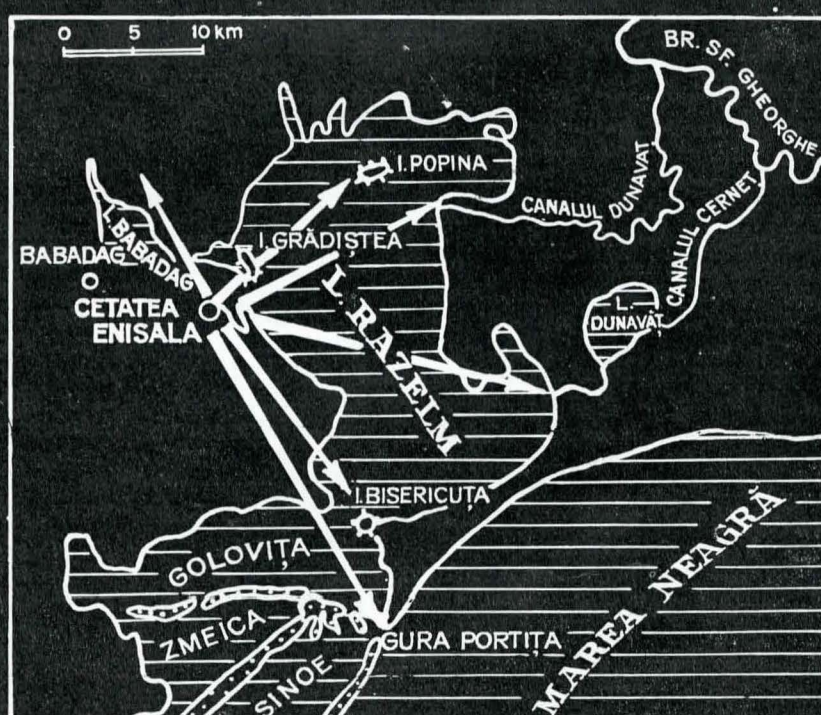 0 5 10 km
BR. SF. GHEORGHE
I. POPINA
CANALUL DUNAVĂT
CANALUL CERNET
L. BABADAG
I. GRĂDIȘTEA
BABADAG
CETATEA
ENISALA
L.
DUNAVĂȚ
L. RAZELM
I. BISERICUȚA
GOLOVIȚA
ZMEICA
GURA PORTIȚA
SINOE
MAREA NEAGRĂ